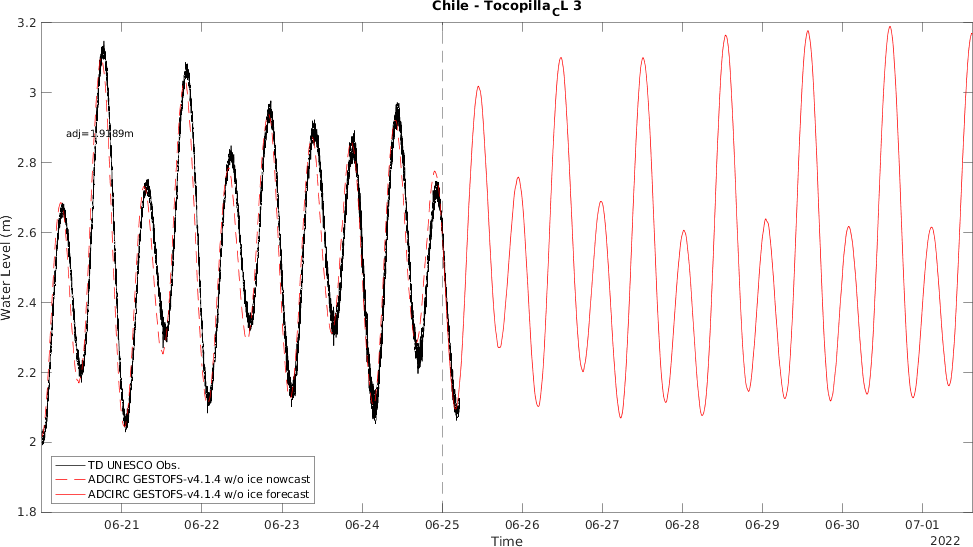 Chile - Tocopilla_CL 3
3.2
3
2.8
2.6
2.4
2.2
2
1.8
Water Level (m)
adj=1.9189m
TD UNESCO Obs.
ADCIRC GESTOFS-v4.1.4 w/o ice nowcast
ADCIRC GESTOFS-v4.1.4 w/o ice forecast
06-21 06-22 06-23 06-24 06-25 06-26 06-27 06-28 06-29 06-30 07-01
Time
2022